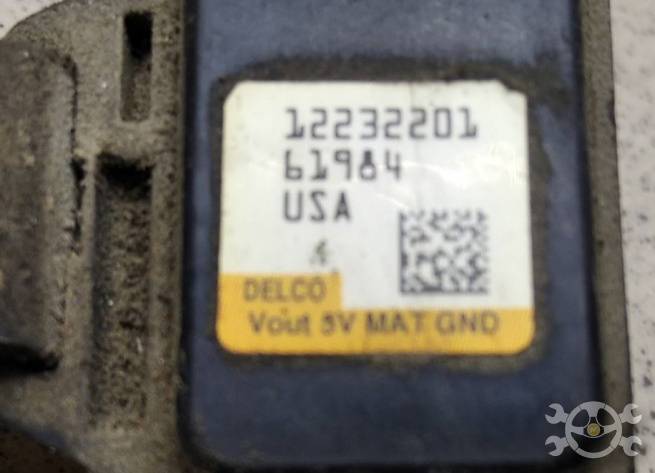 12232201
61984
USA
DELCO
Vout 5V MAT GND